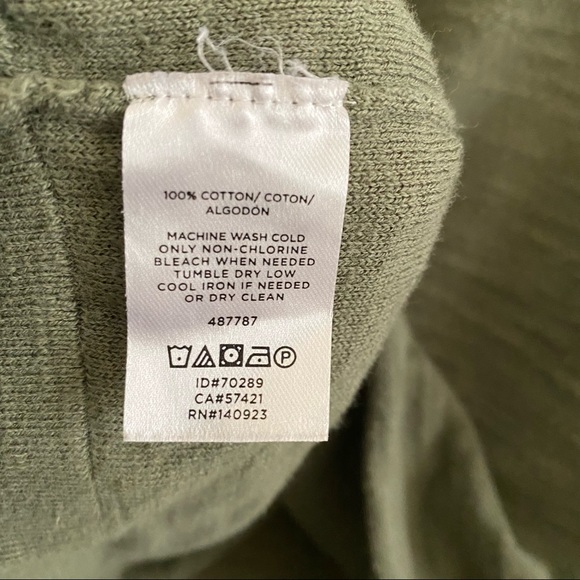 100% COTTON/ COTON/
ALGODÓN
MACHINE WASH COLD
ONLY NON-CHLORINE
BLEACH WHEN NEEDED
TUMBLE DRY LOW
COOL IRON IF NEEDED
OR DRY CLEAN
487787
P
ID#70289
CA#57421
RN#140923